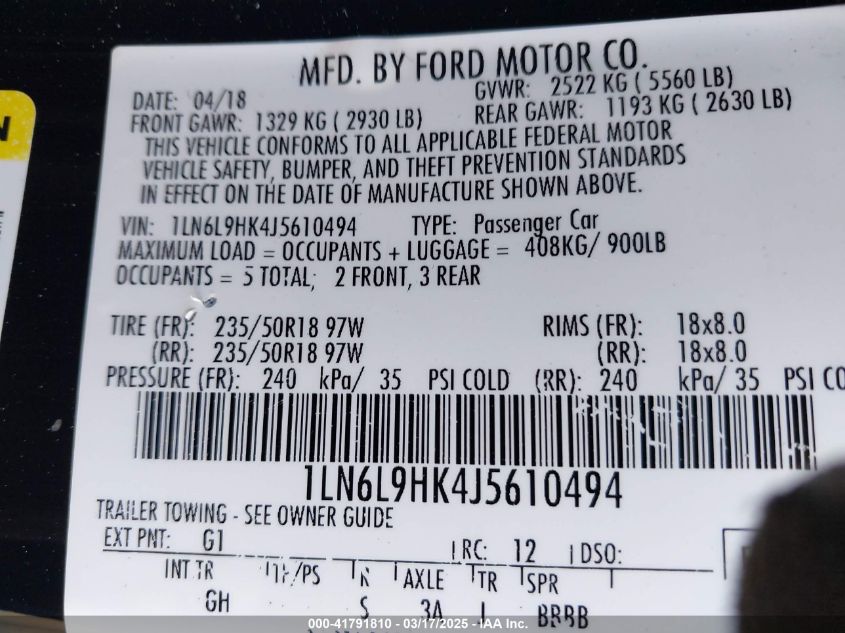 N
MFD. BY FORD MOTOR CO.
DATE: 04/18 GVWR: 2522 KG ( 5560 LB)
FRONT GAWR: 1329 KG ( 2930 LB) REAR GAWR: 1193 KG ( 2630 LB)
THIS VEHICLE CONFORMS TO ALL APPLICABLE FEDERAL MOTOR
VEHICLE SAFETY, BUMPER, AND THEFT PREVENTION STANDARDS
IN EFFECT ON THE DATE OF MANUFACTURE SHOWN ABOVE.
VIN: 1LN6L9HK4J5610494 TYPE: Passenger Car
MAXIMUM LOAD = OCCUPANTS + LUGGAGE = 408KG/ 900LB
OCCUPANTS = 5 TOTAL; 2 FRONT, 3 REAR
TIRE (FR): 235/50R18 97W RIMS (FR): 18x8.0
(RR): 235/50R18 97W (RR): 18x8.0
PRESSURE (FR): 240 kPa/ 35 PSI COLD (RR): 240 kPa/ 35 PSI CO
1LN6L9HK4J5610494
TRAILER TOWING - SEE OWNER GUIDE
EXT PNT: G1 RC: 12 DSO:
INT TR TP/PS R AXLE TR SPR
GH S 3A BBBB
000-41791810 / 03/17/2025 - IAA Inc.